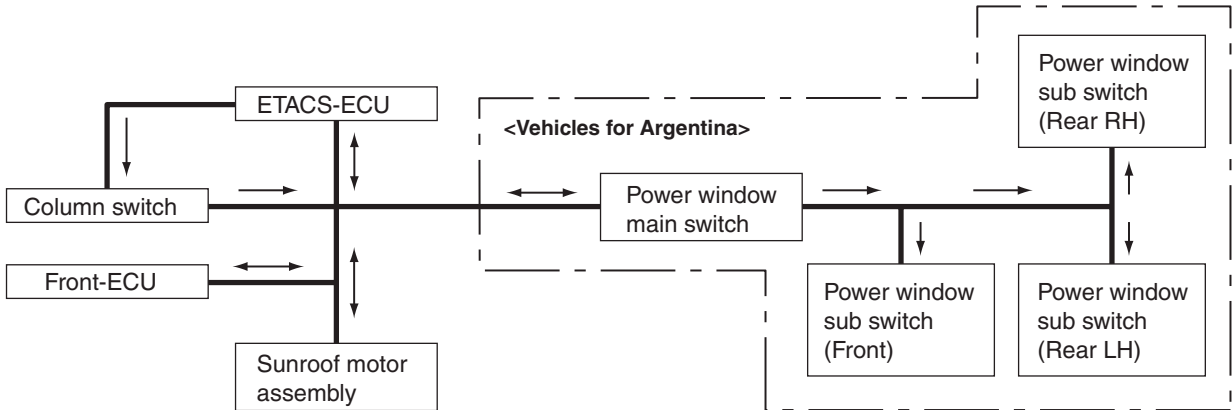 ETACS-ECU
Column switch
Front-ECU
Sunroof motor
assembly
<Vehicles for Argentina>
Power window
main switch
Power window
sub switch
(Rear RH)
Power window
sub switch
(Front)
Power window
sub switch
(Rear LH)